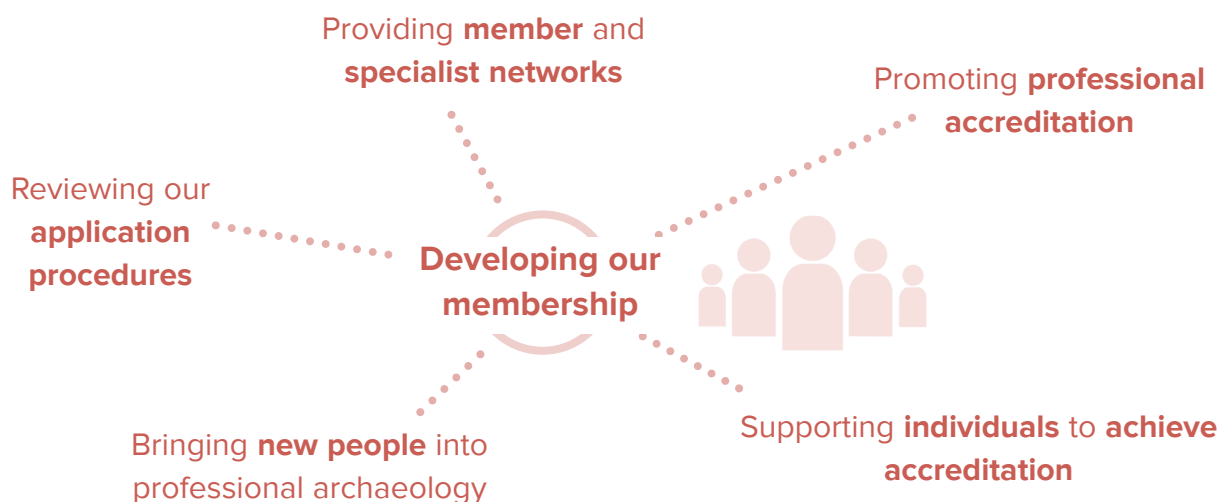 Providing member and
specialist networks
Promoting professional
accreditation
Reviewing our
application
procedures
Developing our
membership
Bringing new people into
professional archaeology
Supporting individuals to achieve
accreditation